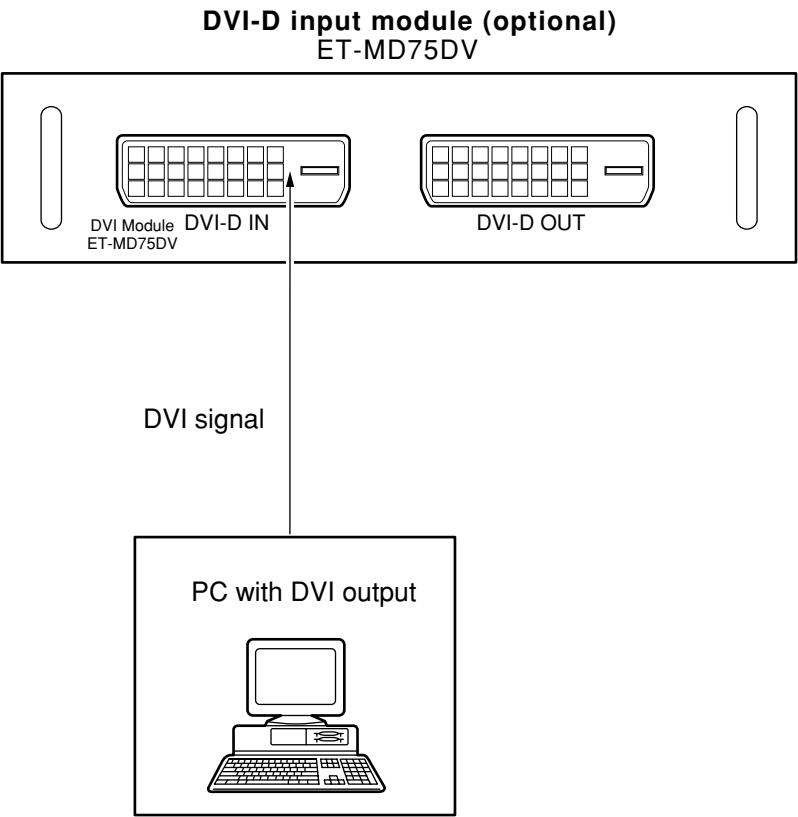 DVI-D input module (optional)
ET-MD75DV
DVI Module
ET-MD75DV
DVI-D IN
DVI-D OUT
DVI signal
PC with DVI output